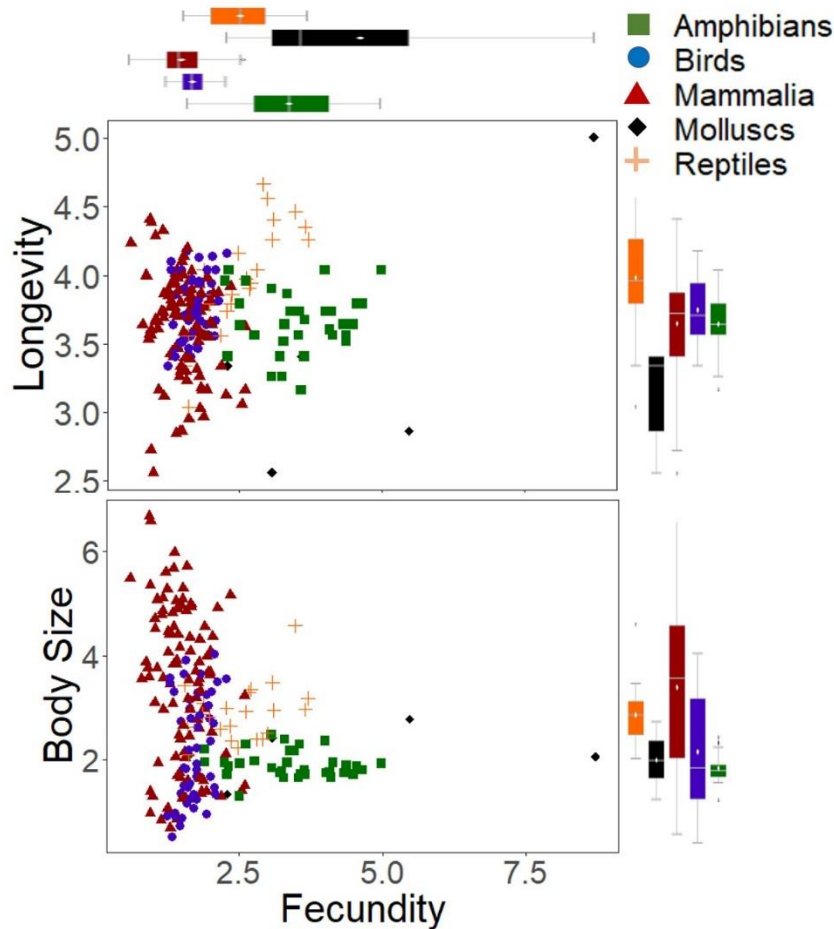 Amphibians
Birds
Mammalia
Molluscs
Reptiles
Longevity
5.0
4.5
4.0
3.5
3.0
2.5
Body Size
6
4
2
2.5 5.0 7.5
Fecundity